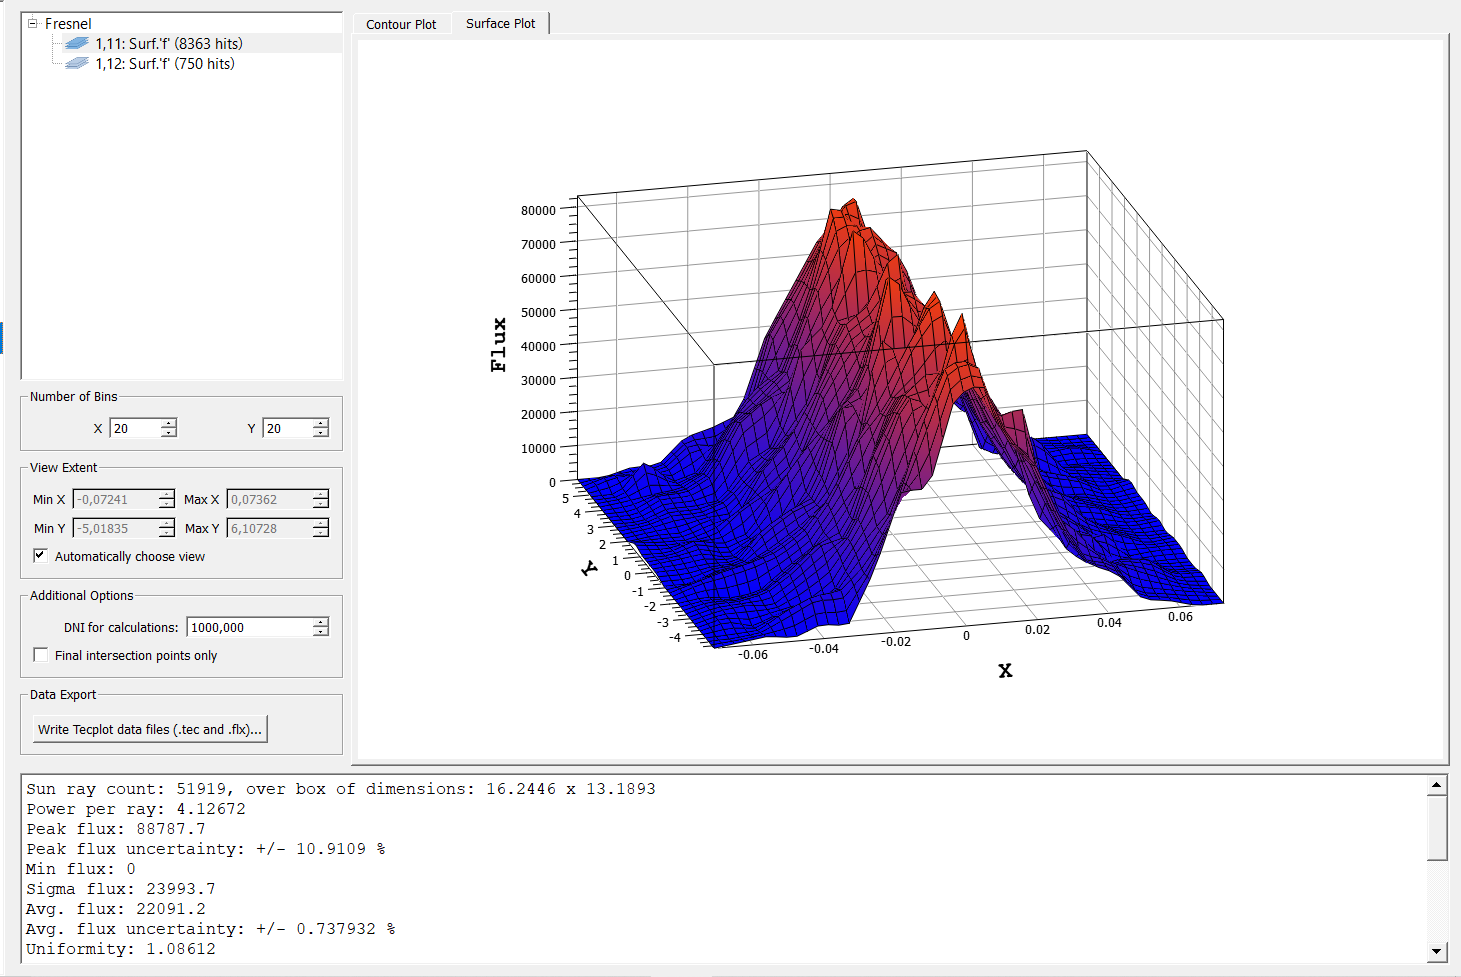 Fresnel
1,11: Surf.'f' (8363 hits)
1,12: Surf.'f' (750 hits)
Number of Bins
X 20 Y 20
View Extent
Min X -0,07241 Max X 0,07362
Min Y -5,01835 Max Y 6,10728
Automatically choose view
Additional Options
DNI for calculations: 1000,000
Final intersection points only
Data Export
Write Tecplot data files (.tec and .flx)...
Contour Plot Surface Plot
Flux
80000
70000
60000
50000
40000
30000
20000
10000
0
5
4
3
2
1
0
-1
-2
-3
-4
Y
-0.06 -0.04 -0.02 0 0.02 0.04 0.06
X
Sun ray count: 51919, over box of dimensions: 16.2446 x 13.1893
Power per ray: 4.12672
Peak flux: 88787.7
Peak flux uncertainty: +/- 10.9109 %
Min flux: 0
Sigma flux: 23993.7
Avg. flux: 22091.2
Avg. flux uncertainty: +/- 0.737932 %
Uniformity: 1.08612